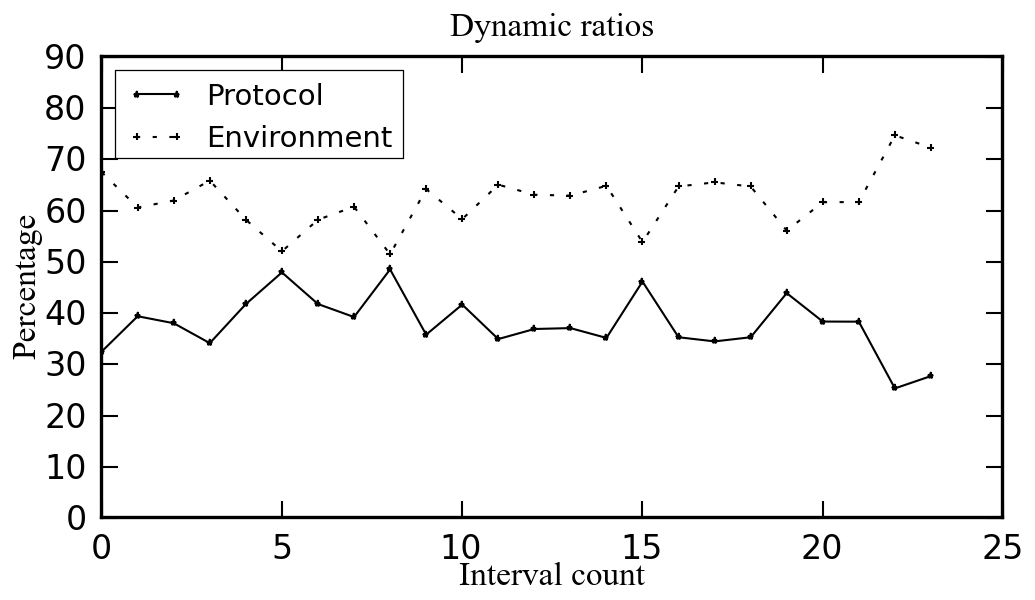 Dynamic ratios
90
80
70
60
50
40
30
20
10
0
Percentage
Protocol
Environment
0 5 10 15 20 25
Interval count